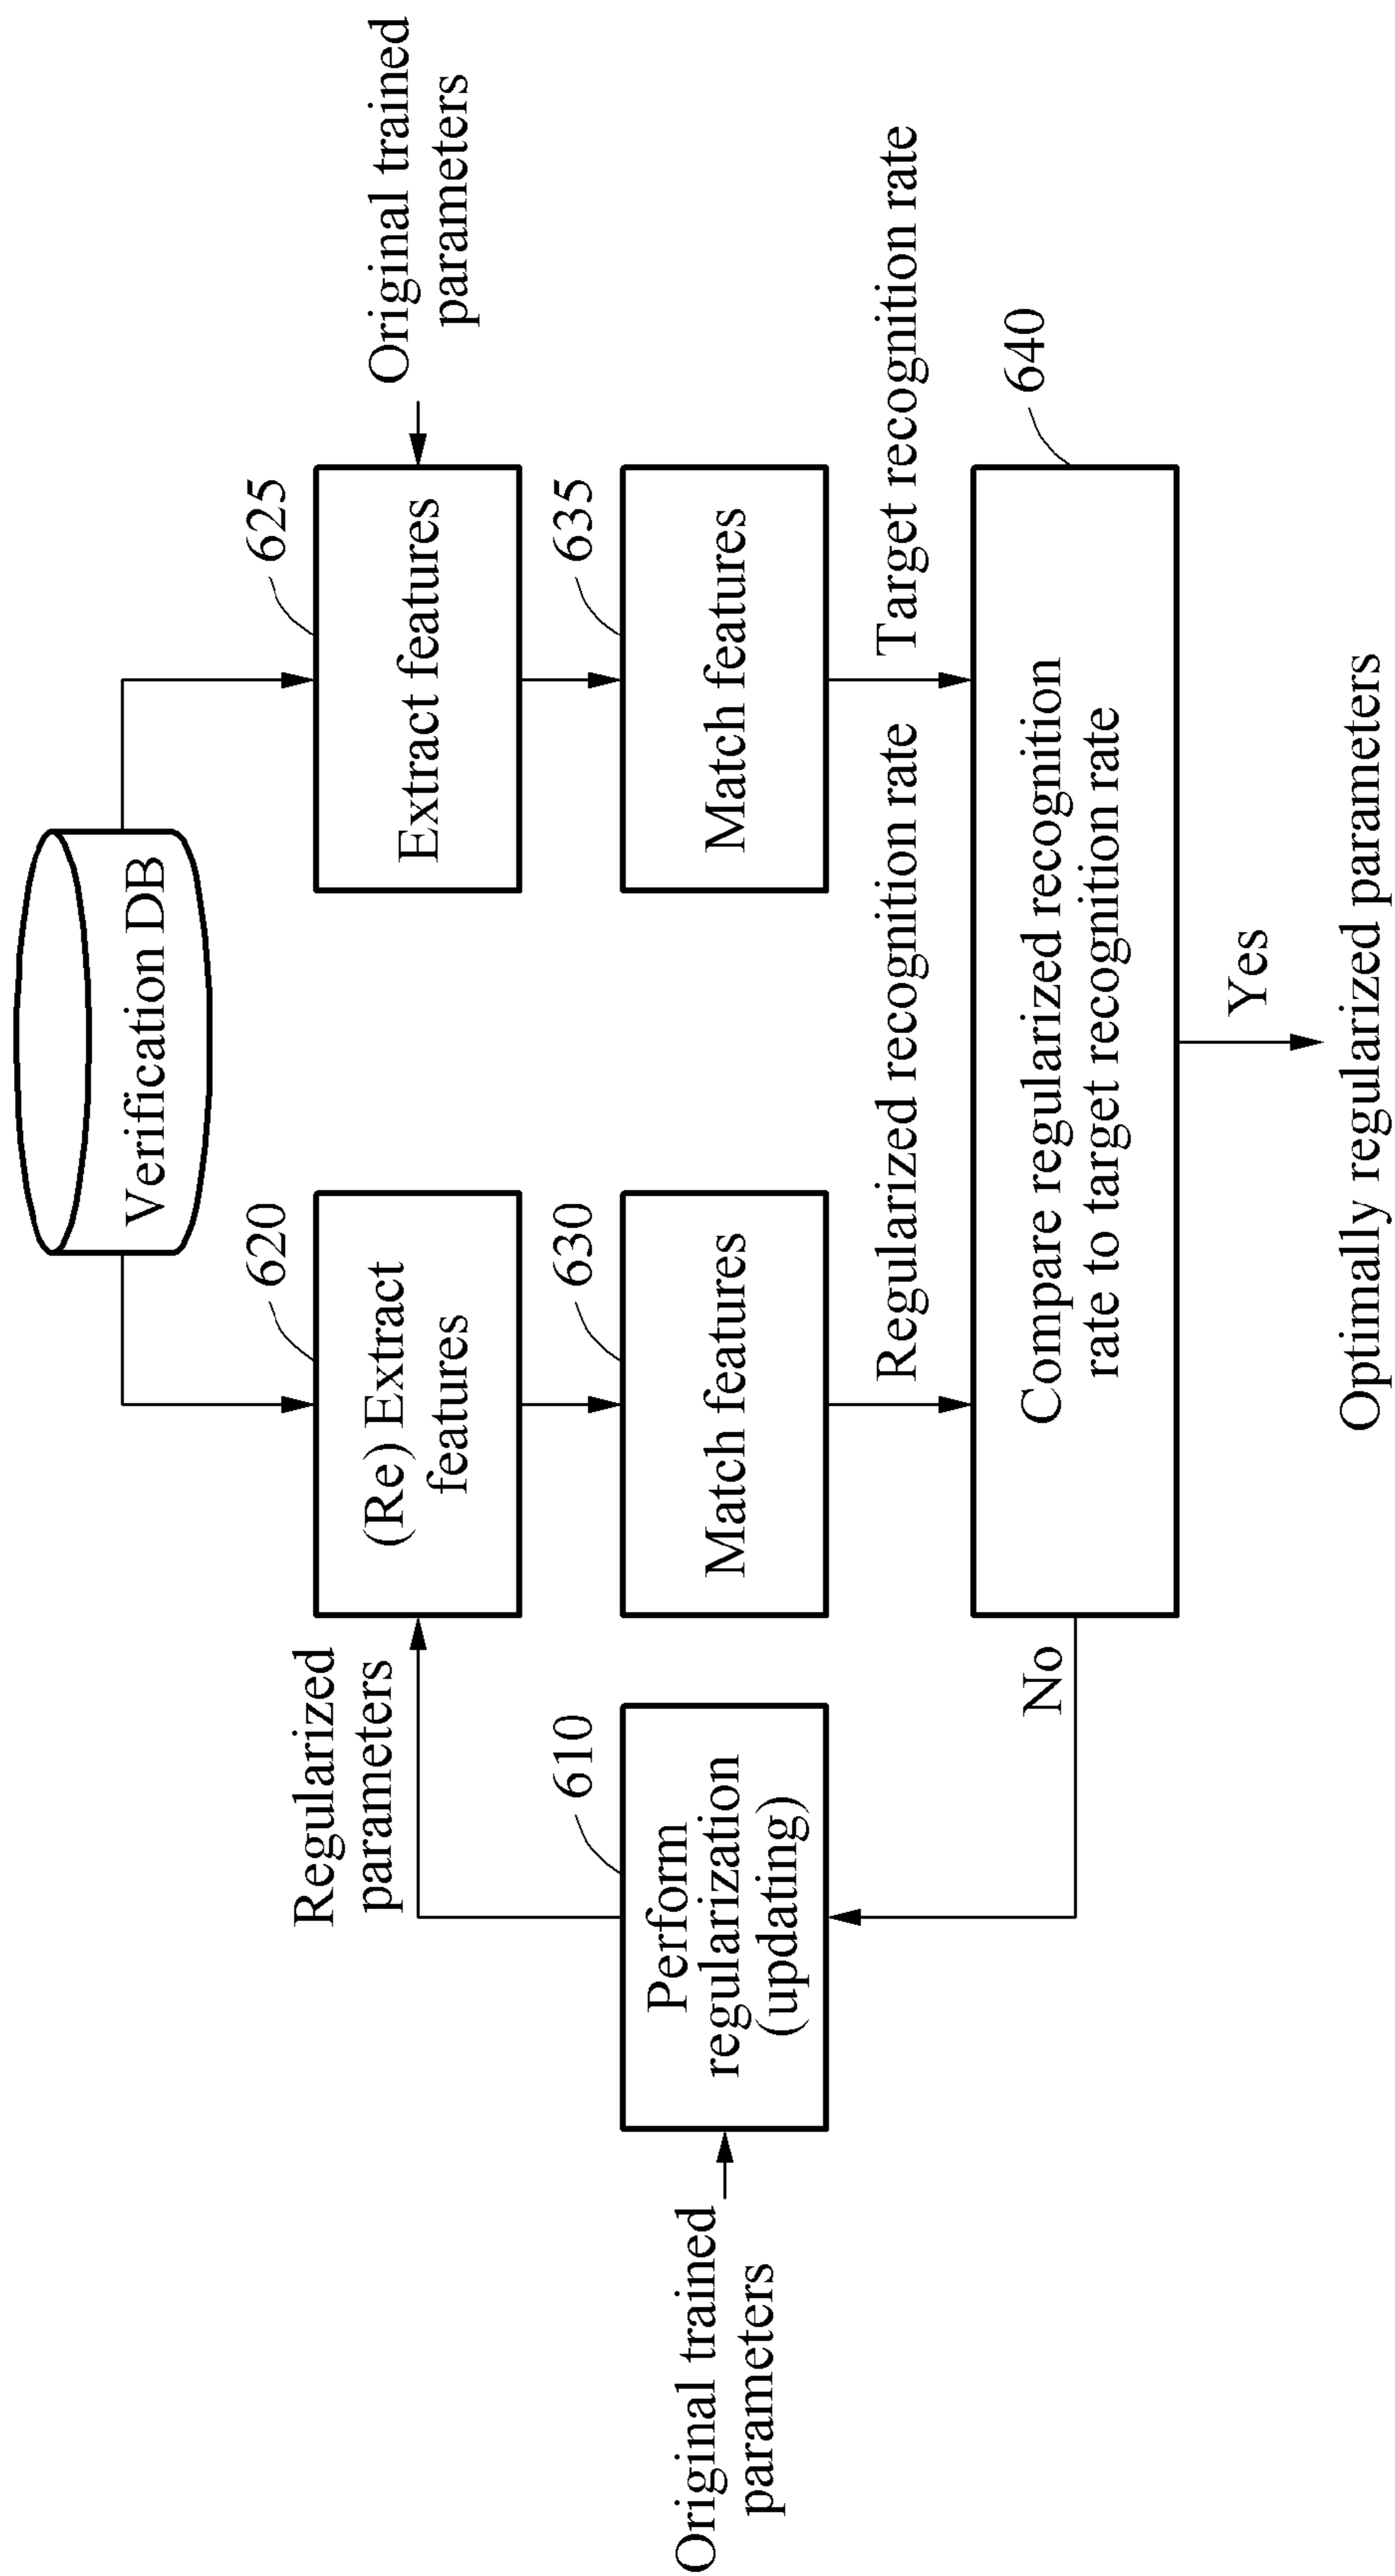 Verification DB
620
625
Regularized
parameters
(Re) Extract
features
Extract features
Original trained
parameters
610
630
635
Original trained
parameters
Perform
regularization
(updating)
Match features
Match features
Regularized recognition rate
Target recognition rate
640
No
Compare regularized recognition
rate to target recognition rate
Yes
Optimally regularized parameters